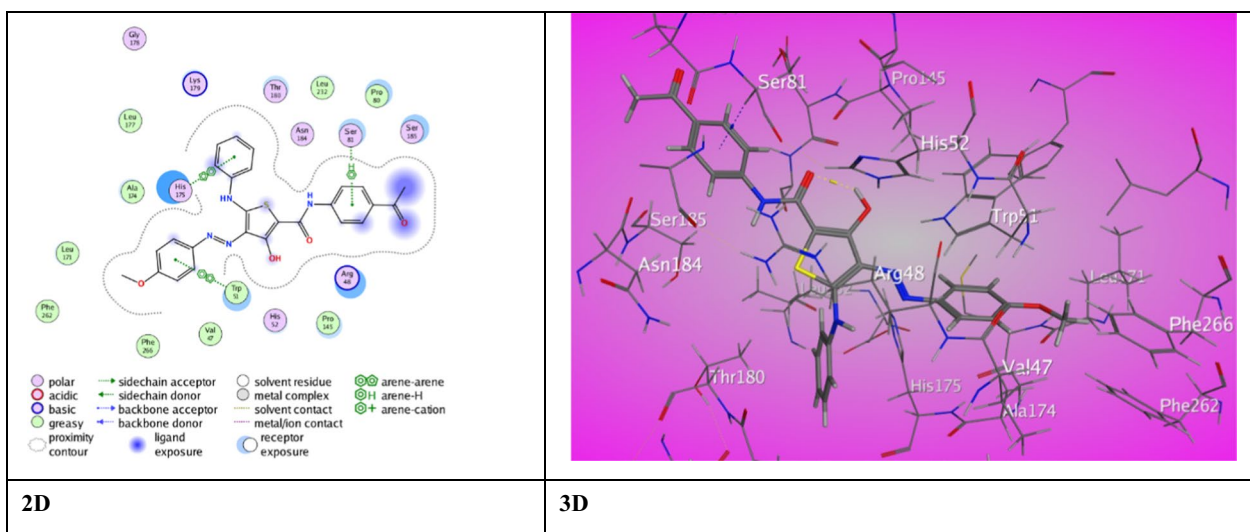 Gly
178
Lys
179
Thr
180
Leu
232
Pro
80
Leu
177
Asn
184
Ser
81
Ser
185
Ala
174
His
175
HN
S
H
N
O
O
N
N
OH
Leu
171
O
Trp
51
Arg
48
Phe
262
Phe
266
Val
47
His
52
Pro
145
H
polar
acidic
basic
greasy
proximity
contour
sidechain acceptor
sidechain donor
backbone acceptor
backbone donor
ligand
exposure
solvent residue
metal complex
solvent contact
metal/ion contact
receptor
exposure
arene-arene
H arene-H
+ arene-cation
Ser81
Pro145
His52
Ser185
Trp51
Asn184
Arg48
Phe266
Thr180
His175
Val47
Ala174
Phe262
2D
3D